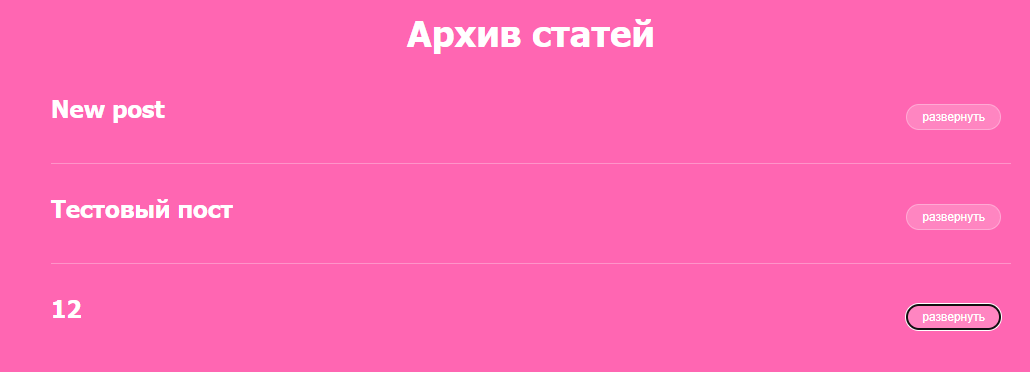 Архив статей
New post
развернуть
Тестовый пост
развернуть
12
развернуть